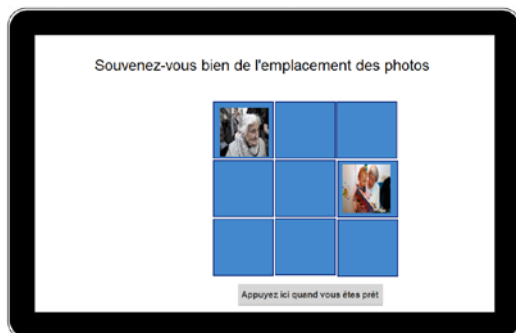 Souvenez-vous bien de l'emplacement des photos
Appuyez ici quand vous êtes prêt